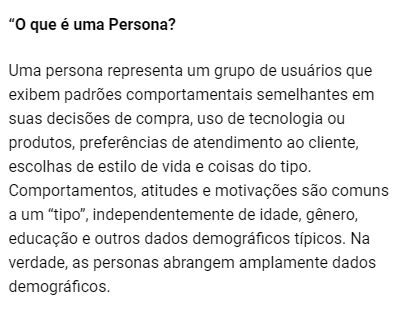 “O que é uma Persona?
Uma persona representa um grupo de usuários que
exibem padrões comportamentais semelhantes em
suas decisões de compra, uso de tecnologia ou
produtos, preferências de atendimento ao cliente,
escolhas de estilo de vida e coisas do tipo.
Comportamentos, atitudes e motivações são comuns
a um “tipo”, independentemente de idade, gênero,
educação e outros dados demográficos típicos. Na
verdade, as personas abrangem amplamente dados
demográficos.